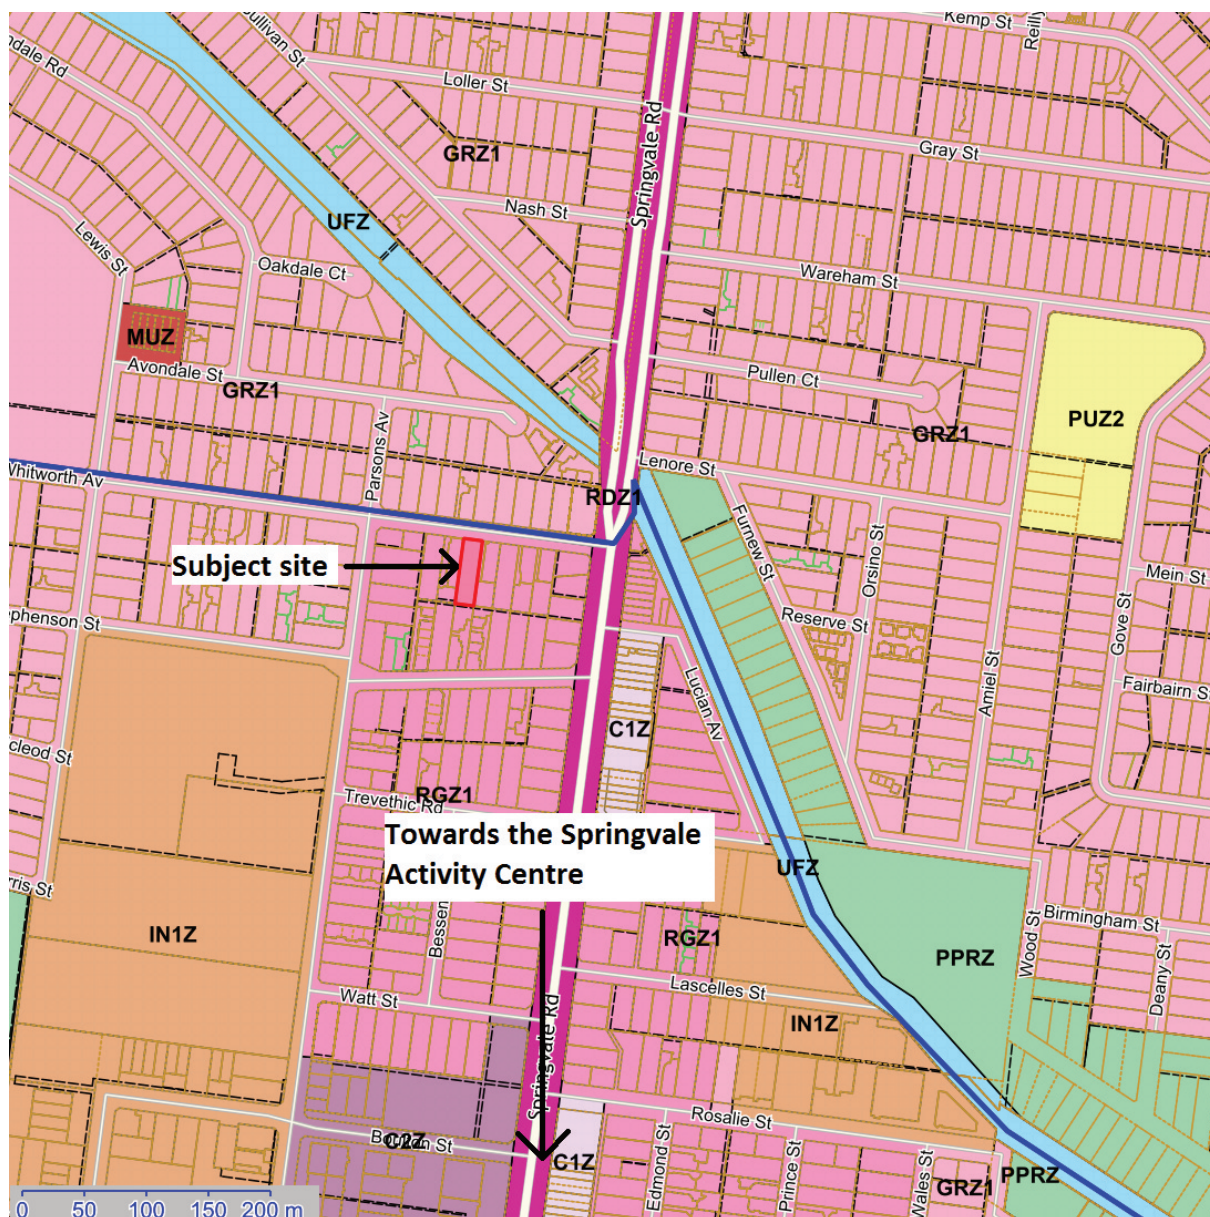 Kemp St
Reilly
ullivan St
ndale Rd
Loller St
Springvale Rd
GRZ1
Gray St
Nash St
UFZ
Lewis St
Oakdale Ct
Wareham St
MUZ
Avondale St
GRZ1
Pullen Ct
PUZ2
GRZ1
Parsons Av
Lenore St
Whitworth Av
RDZ1
Furnew St
Orsino St
Subject site
Mein St
Gove St
ephenson St
Reserve St
Amiel St
Lucian Av
Fairbairn St
C1Z
cleod St
Trevethic Rd
RGZ1
Towards the Springvale
Activity Centre
UFZ
rris St
Bessen
Birmingham St
IN1Z
RGZ1
Wood St
PPRZ
Deany St
Lascelles St
Watt St
IN1Z
Springvale Rd
Rosalie St
C2Z
C1Z
Edmond St
Prince St
Wales St
GRZ1
PPRZ
0 50 100 150 200 m